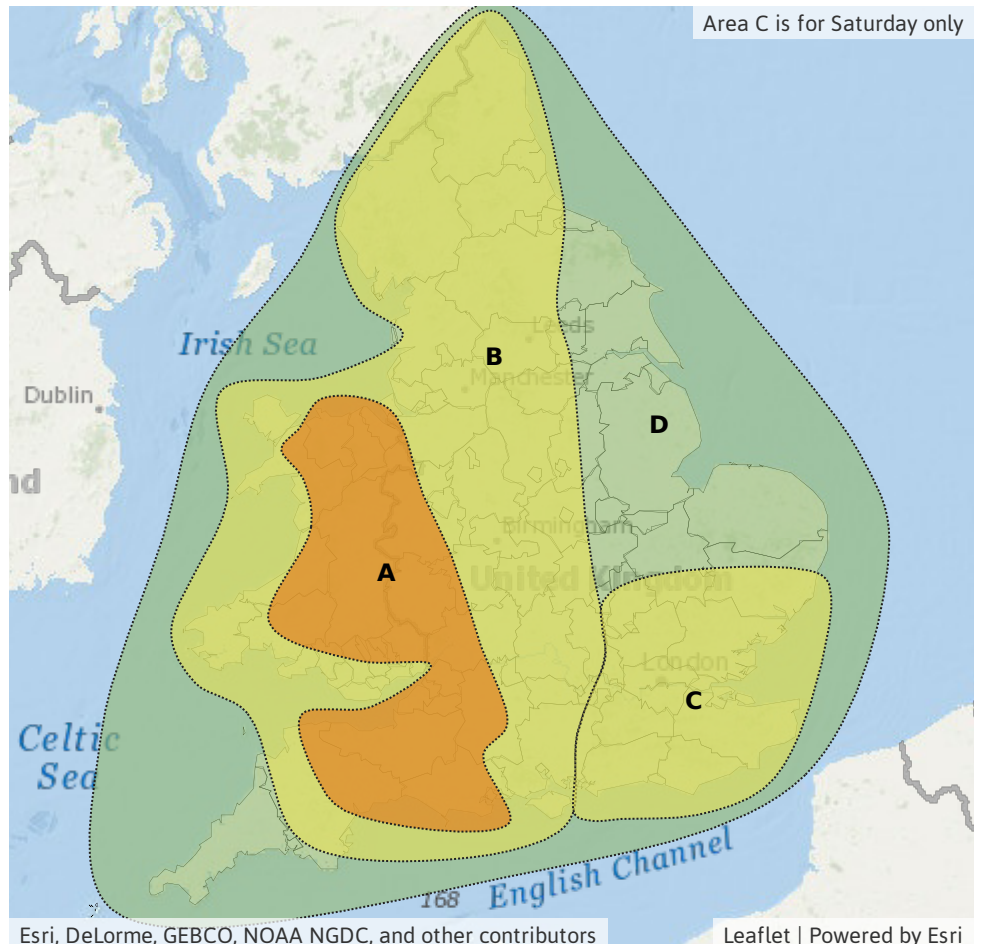 Area C is for Saturday only
Irish Sea
Leeds
B
Manchester
Dublin
D
nd
Birmingham
A
United Kingdom
London
C
Celtic
Sea
English Channel
168
Esri, DeLorme, GEBCO, NOAA NGDC, and other contributors
Leaflet | Powered by Esri